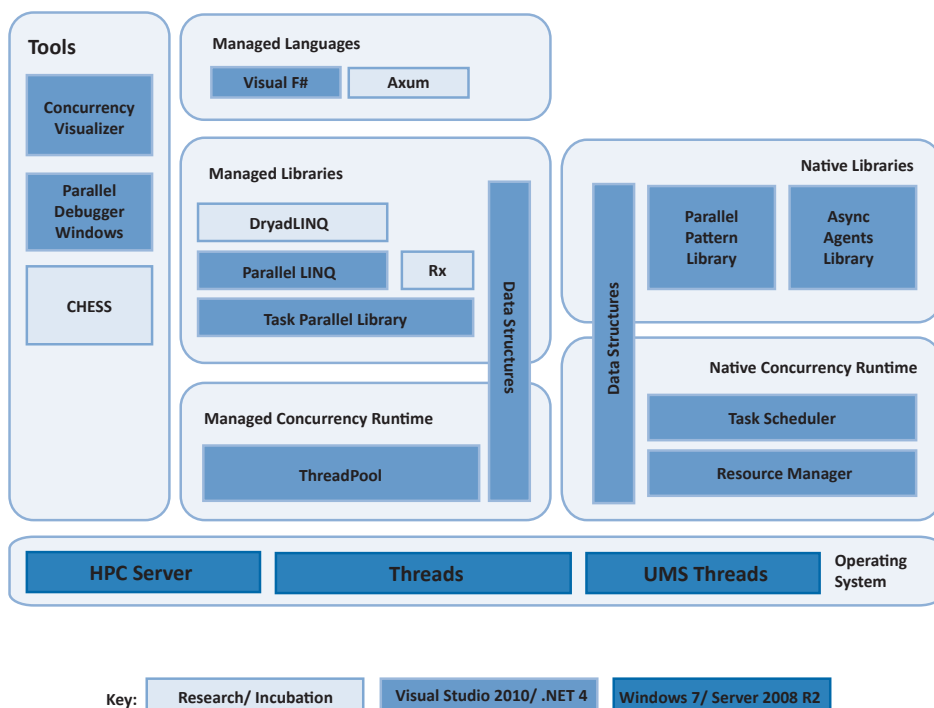 Tools
Concurrency
Visualizer
Parallel
Debugger
Windows
CHESS
Managed Languages
Visual F#
Axum
Managed Libraries
DryadLINQ
Parallel LINQ
Rx
Task Parallel Library
Data Structures
Managed Concurrency Runtime
ThreadPool
Native Libraries
Data Structures
Parallel
Pattern
Library
Async
Agents
Library
Native Concurrency Runtime
Task Scheduler
Resource Manager
HPC Server
Threads
UMS Threads
Operating
System
Key:
Research/ Incubation
Visual Studio 2010/ .NET 4
Windows 7/ Server 2008 R2